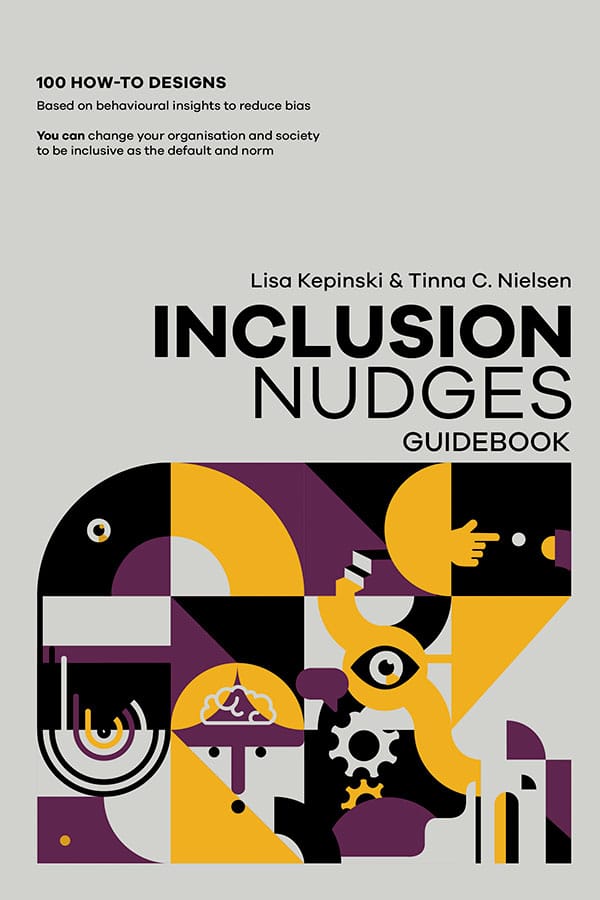 100 HOW-TO DESIGNS
Based on behavioural insights to reduce bias
You can change your organisation and society
to be inclusive as the default and norm
Lisa Kepinski & Tinna C. Nielsen
INCLUSION
NUDGES
GUIDEBOOK